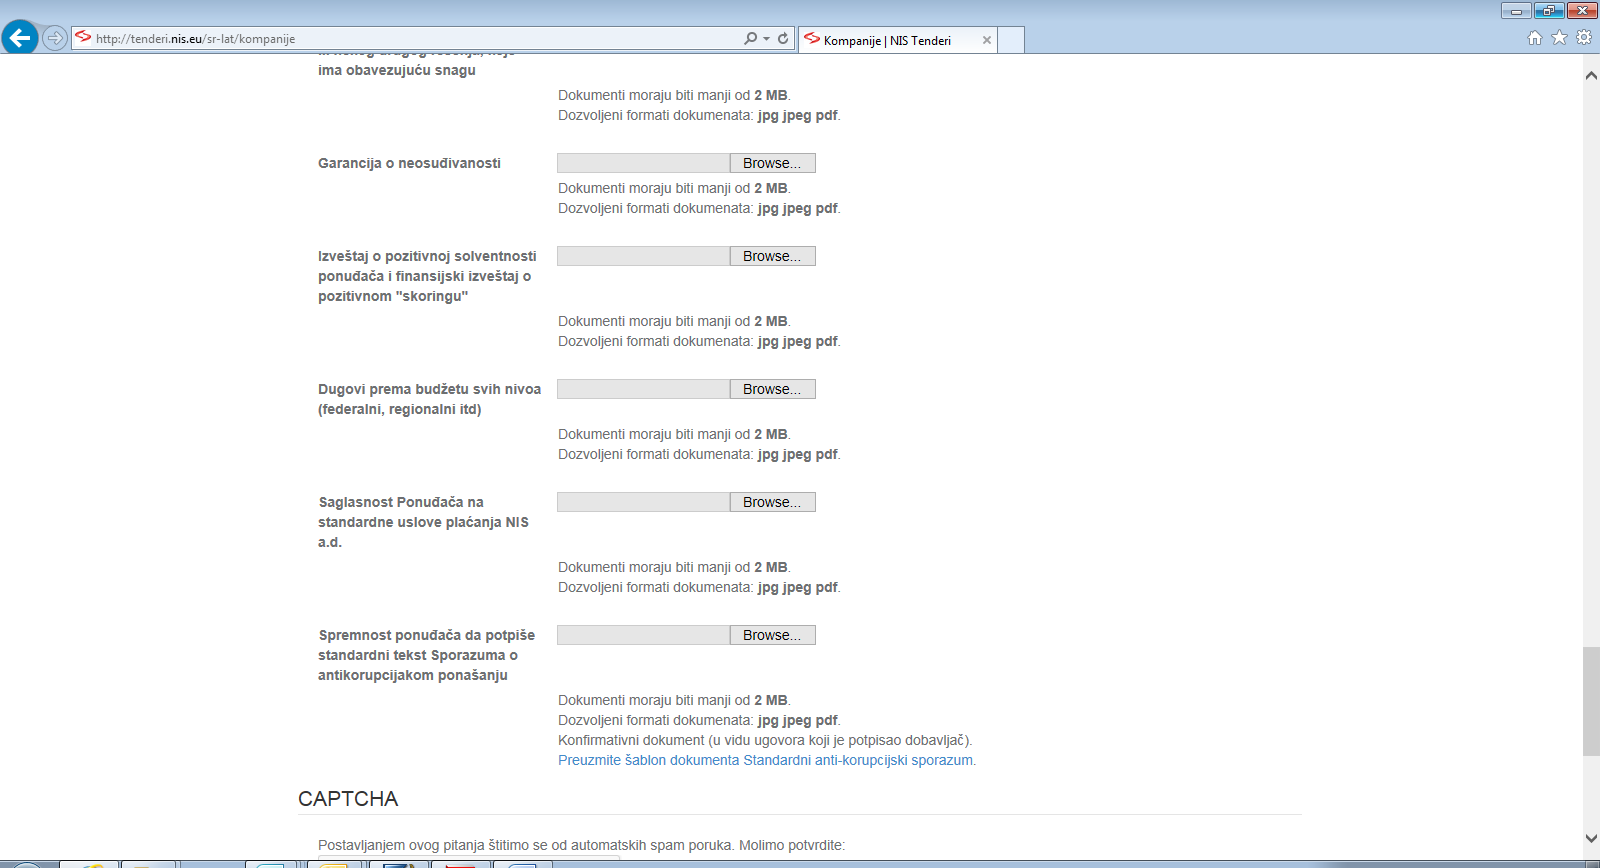 http://tenderi.nis.eu/sr-lat/kompanije
Kompanije | NIS Tenderi
ima obavezujuću snagu
Dokumenti moraju biti manji od 2 MB.
Dozvoljeni formati dokumenata: jpg jpeg pdf.
Garancija o neosuđivanosti
Browse...
Dokumenti moraju biti manji od 2 MB.
Dozvoljeni formati dokumenata: jpg jpeg pdf.
Izveštaj o pozitivnoj solventnosti
ponuđača i finansijski izveštaj o
pozitivnom "skoringu"
Browse...
Dokumenti moraju biti manji od 2 MB.
Dozvoljeni formati dokumenata: jpg jpeg pdf.
Dugovi prema budžetu svih nivoa
(federalni, regionalni itd)
Browse...
Dokumenti moraju biti manji od 2 MB.
Dozvoljeni formati dokumenata: jpg jpeg pdf.
Saglasnost Ponuđača na
standardne uslove plaćanja NIS
a.d.
Browse...
Dokumenti moraju biti manji od 2 MB.
Dozvoljeni formati dokumenata: jpg jpeg pdf.
Spremnost ponuđača da potpiše
standardni tekst Sporazuma o
antikorupcijakom ponašanju
Browse...
Dokumenti moraju biti manji od 2 MB.
Dozvoljeni formati dokumenata: jpg jpeg pdf.
Konfirmativni dokument (u vidu ugovora koji je potpisao dobavljač).
Preuzmite šablon dokumenta Standardni anti-korupcijski sporazum.
CAPTCHA
Postavljanjem ovog pitanja štitimo se od automatskih spam poruka. Molimo potvrdite: